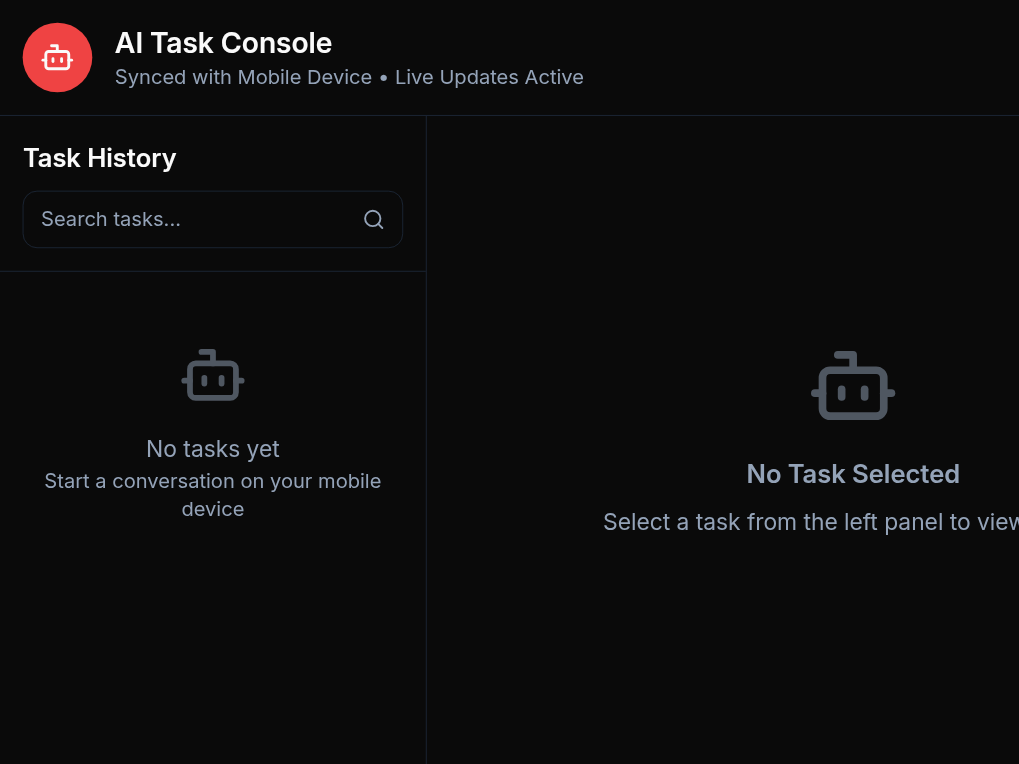 AI Task Console
Synced with Mobile Device • Live Updates Active
Task History
Search tasks...
No tasks yet
Start a conversation on your mobile
device
No Task Selected
Select a task from the left panel to view